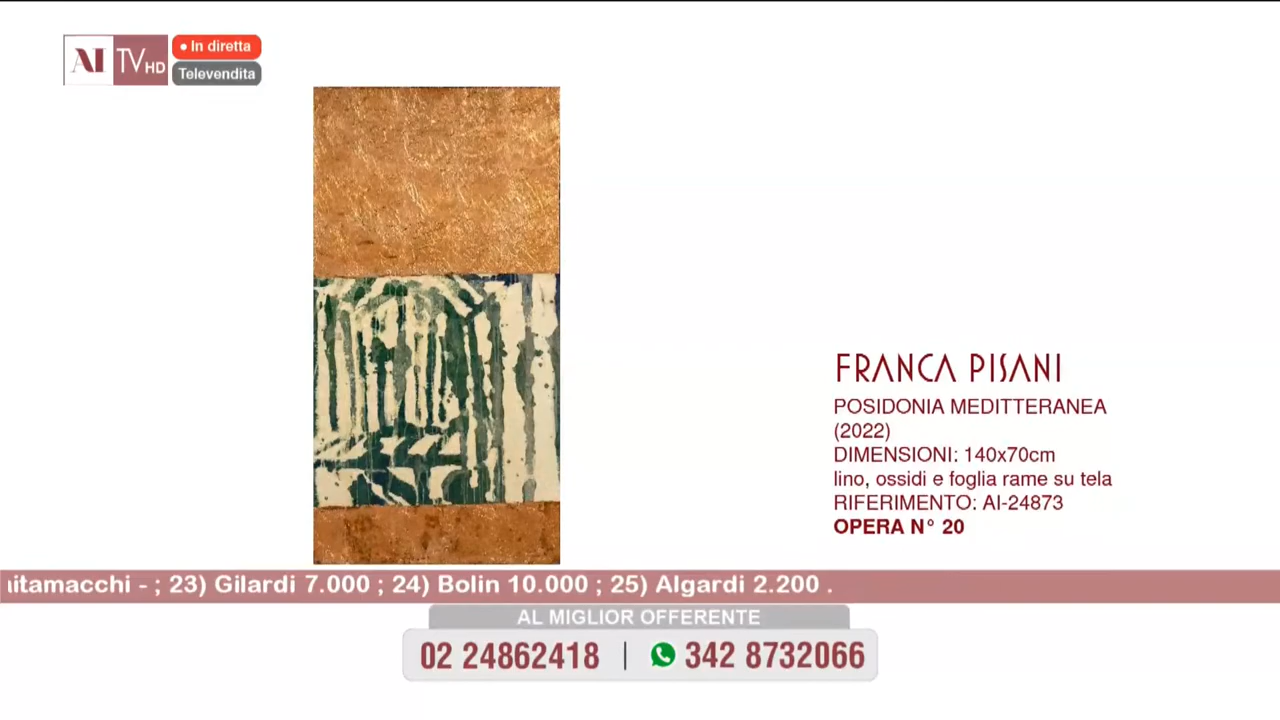 AI TV HD
• In diretta
Televendita
FRANCA PISANI
POSIDONIA MEDITTERANEA
(2022)
DIMENSIONI: 140x70cm
lino, ossidi e foglia rame su tela
RIFERIMENTO: AI-24873
OPERA N° 20
- ; 23) Gilardi 7.000 ; 24) Bolin 10.000 ; 25) Algardi 2.200 .
AL MIGLIOR OFFERENTE
02 24862418 | 342 8732066